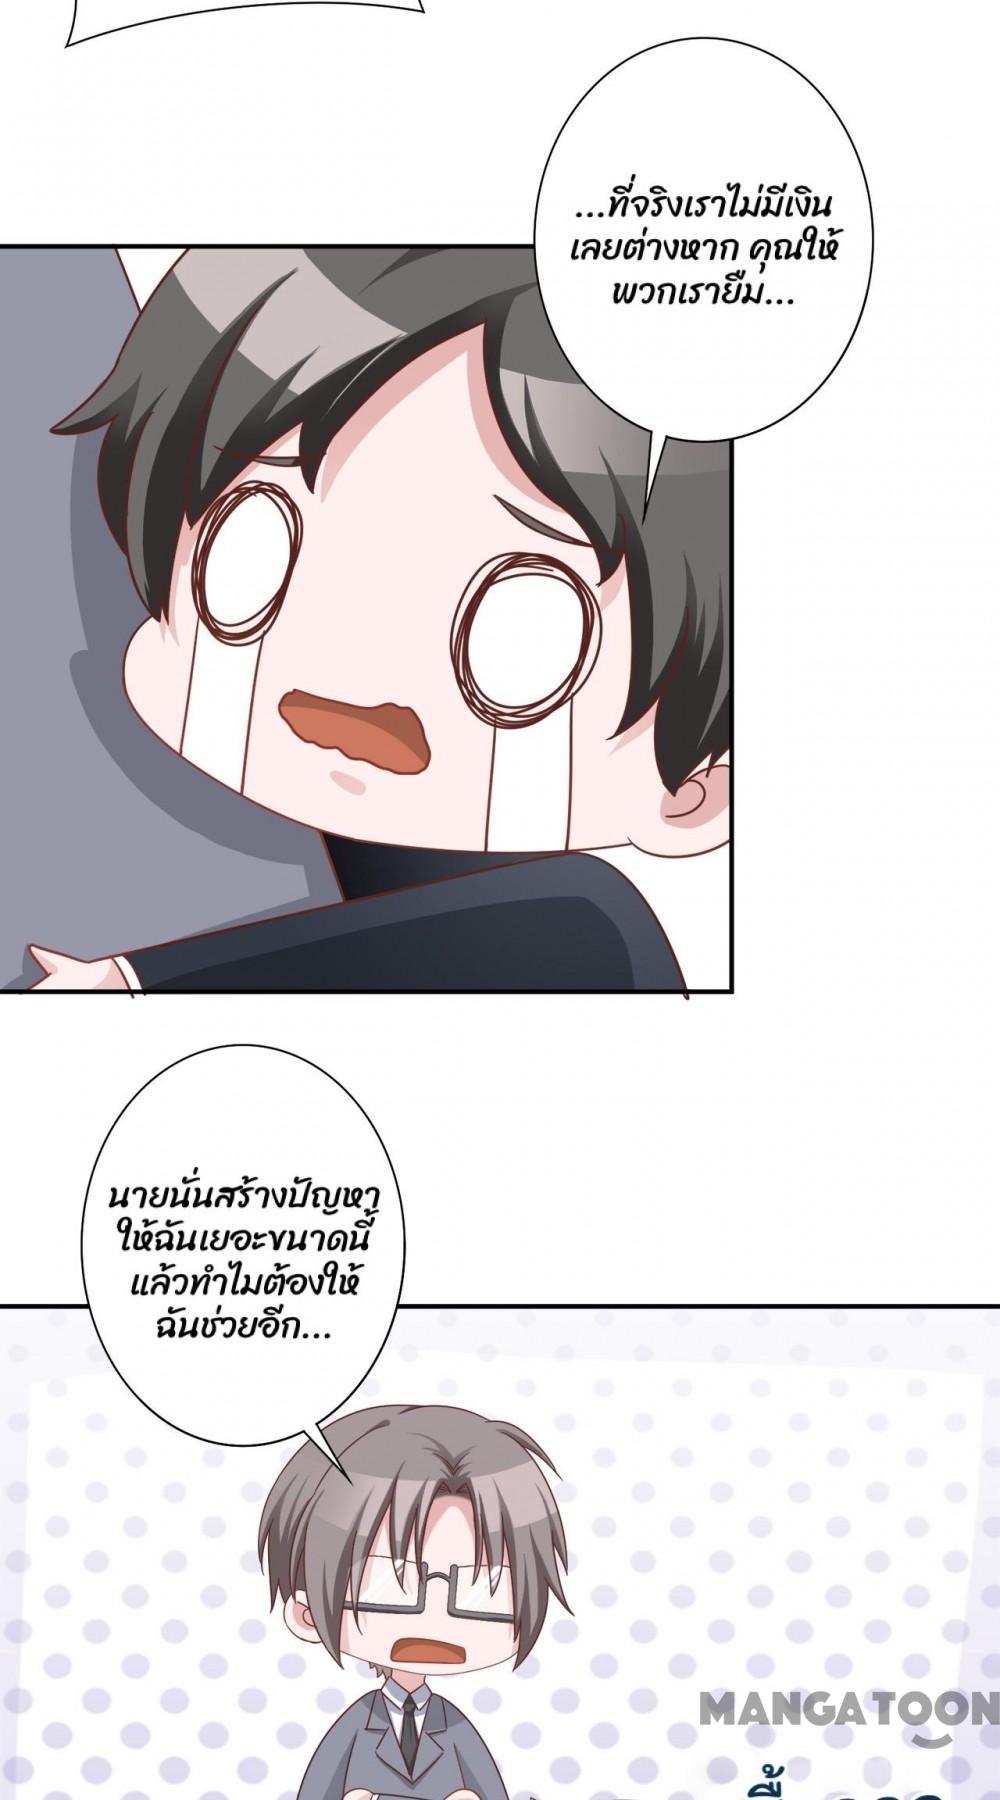 ...ที่จริงเราไม่มีเงิน
เลยต่างหาก คุณให้
พวกเรายืม...
นายนั่นสร้างปัญหา
ให้ฉันเยอะขนาดนี้
แล้วทำไมต้องให้
ฉันช่วยอีก...
MANGATOON